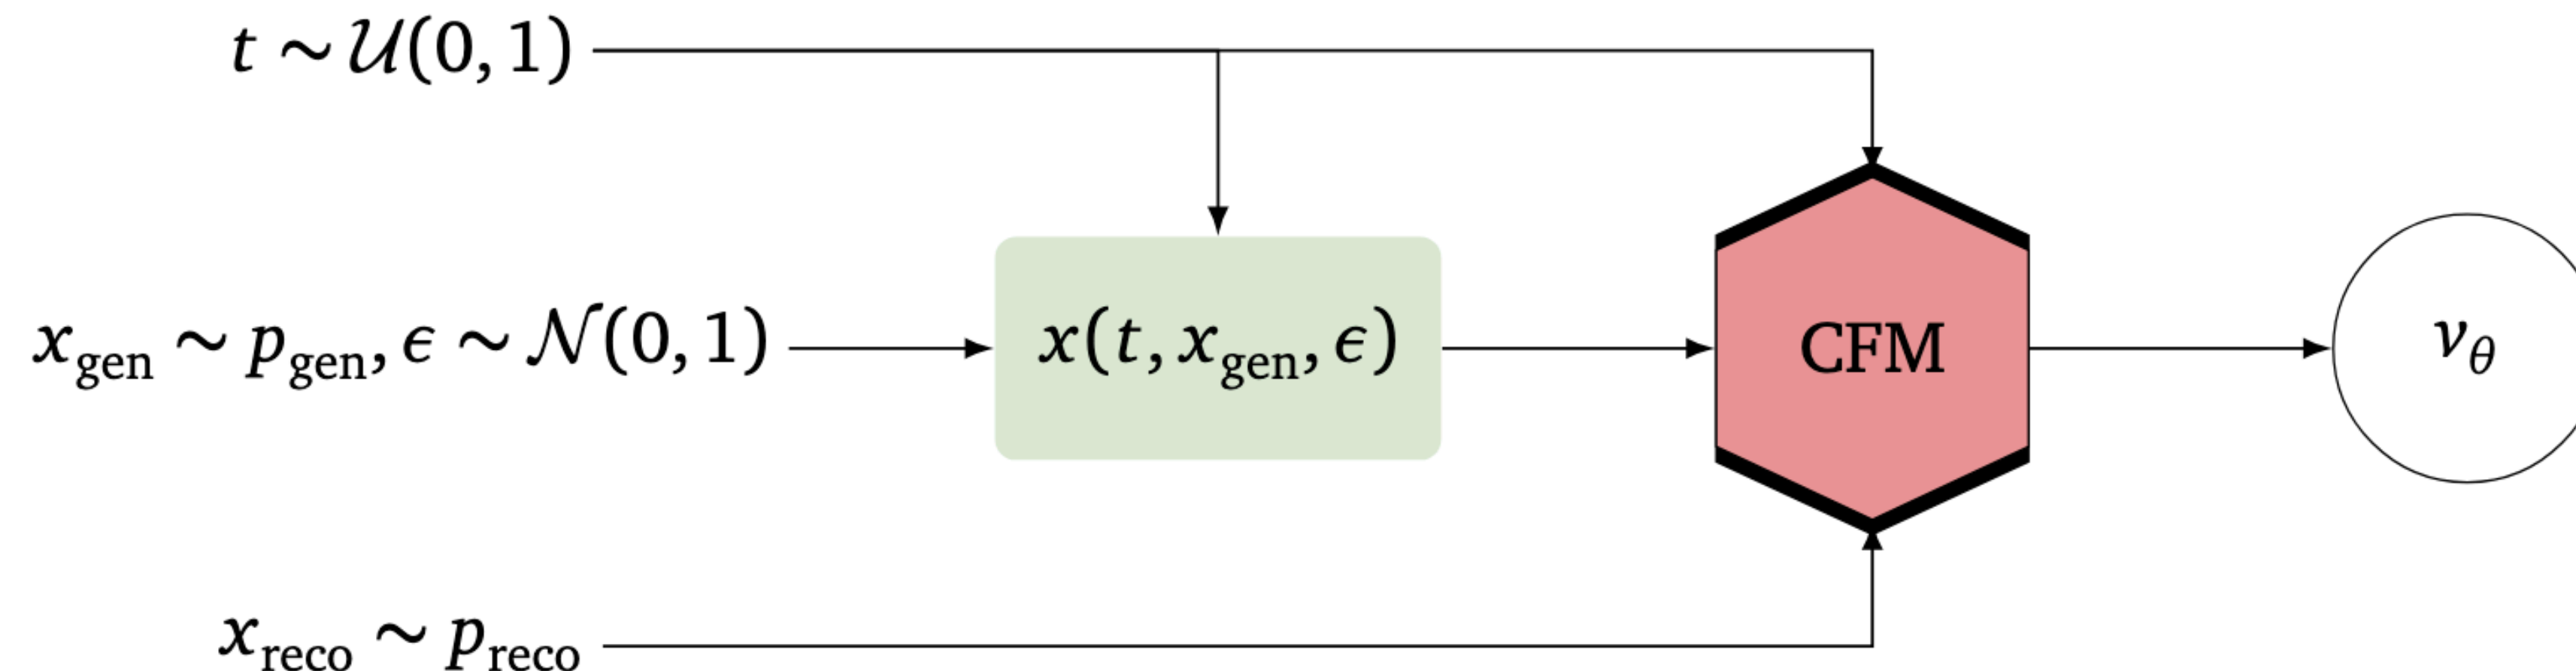 t ∼ 𝒰(0, 1)
x_gen ∼ p_gen, ϵ ∼ 𝒩(0, 1)
x(t, x_gen, ϵ)
CFM
v_θ
x_reco ∼ p_reco